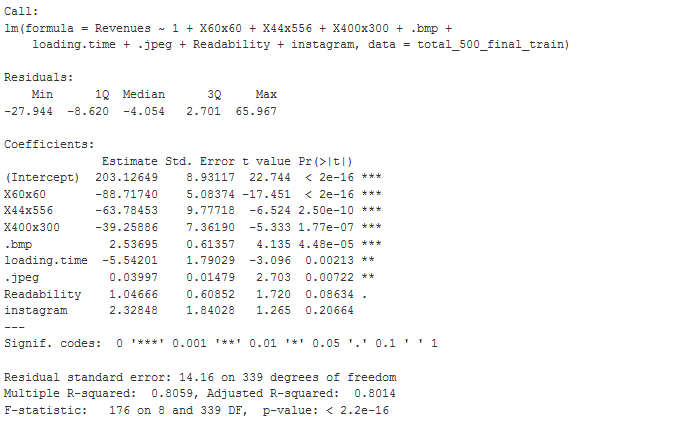 Call:
lm(formula = Revenues ~ 1 + X60x60 + X44x556 + X400x300 + .bmp +
    loading.time + .jpeg + Readability + instagram, data = total_500_final_train)

Residuals:
    Min      1Q  Median      3Q     Max
-27.944  -8.620  -4.054   2.701  65.967

Coefficients:
              Estimate Std. Error t value Pr(>|t|)
(Intercept)  203.12649    8.93117  22.744  < 2e-16 ***
X60x60       -88.71740    5.08374 -17.451  < 2e-16 ***
X44x556      -63.78453    9.77718  -6.524 2.50e-10 ***
X400x300     -39.25886    7.36190  -5.333 1.77e-07 ***
.bmp           2.53695    0.61357   4.135 4.48e-05 ***
loading.time  -5.54201    1.79029  -3.096  0.00213 **
.jpeg          0.03997    0.01479   2.703  0.00722 **
Readability    1.04666    0.60852   1.720  0.08634 .
instagram      2.32848    1.84028   1.265  0.20664
---
Signif. codes:  0 '***' 0.001 '**' 0.01 '*' 0.05 '.' 0.1 ' ' 1

Residual standard error: 14.16 on 339 degrees of freedom
Multiple R-squared:  0.8059, Adjusted R-squared:  0.8014
F-statistic:   176 on 8 and 339 DF,  p-value: < 2.2e-16